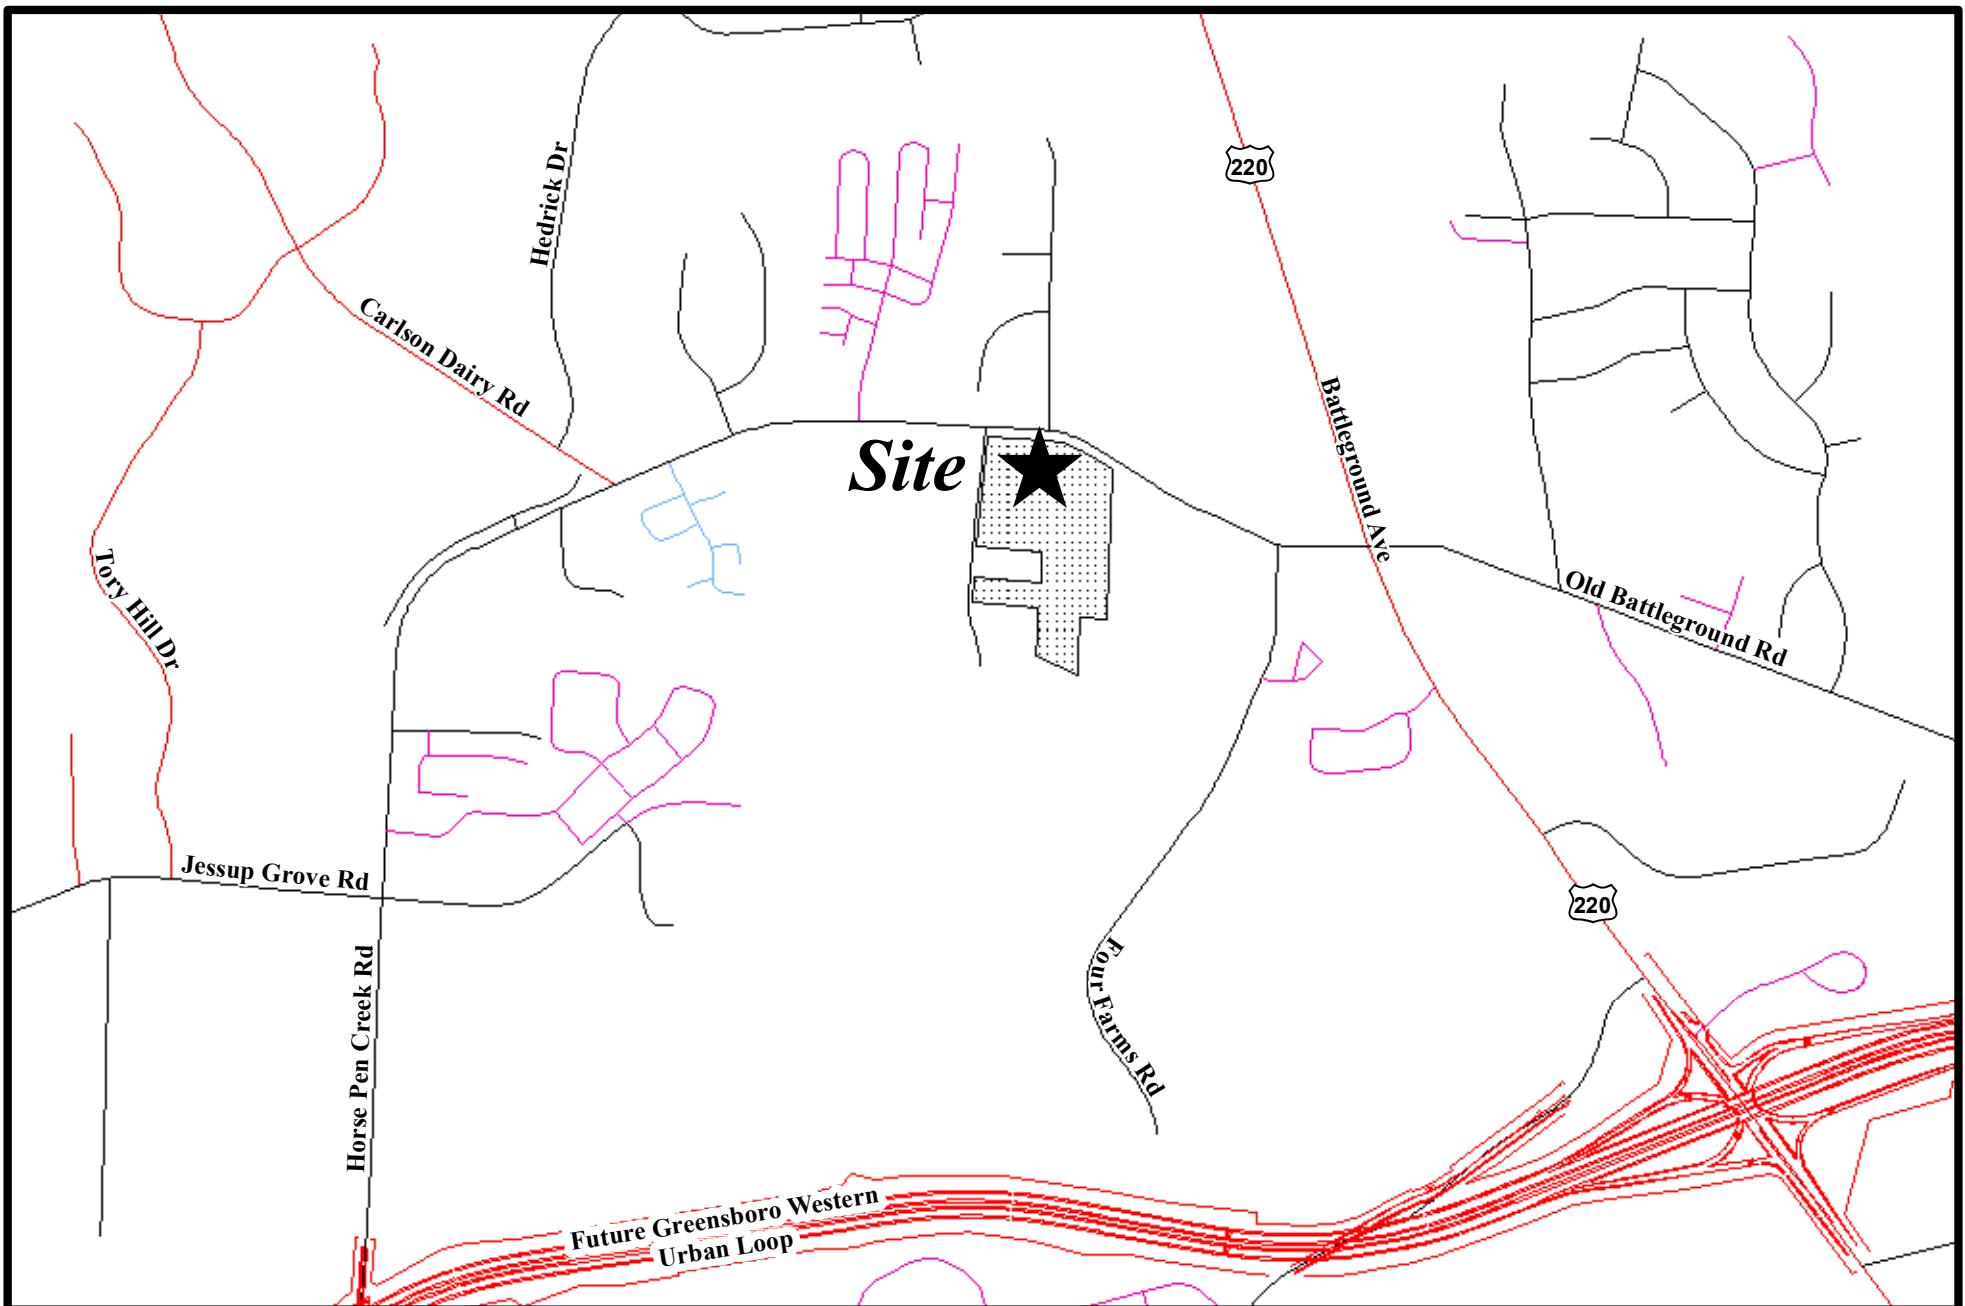 220
Hedrick Dr
Carlson Dairy Rd
Battleground Ave
Site
Tory Hill Dr
Old Battleground Rd
Jessup Grove Rd
220
Horse Pen Creek Rd
Four Farms Rd
Future Greensboro Western
Urban Loop